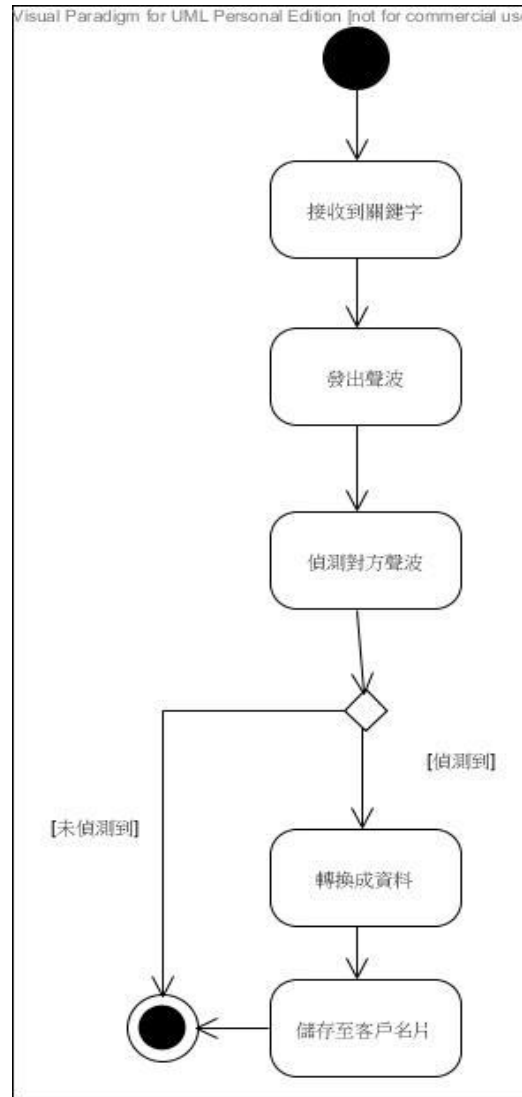 Visual Paradigm for UML Personal Edition [not for commercial use
接收到關鍵字
發出聲波
偵測對方聲波
[偵測到]
[未偵測到]
轉換成資料
儲存至客戶名片